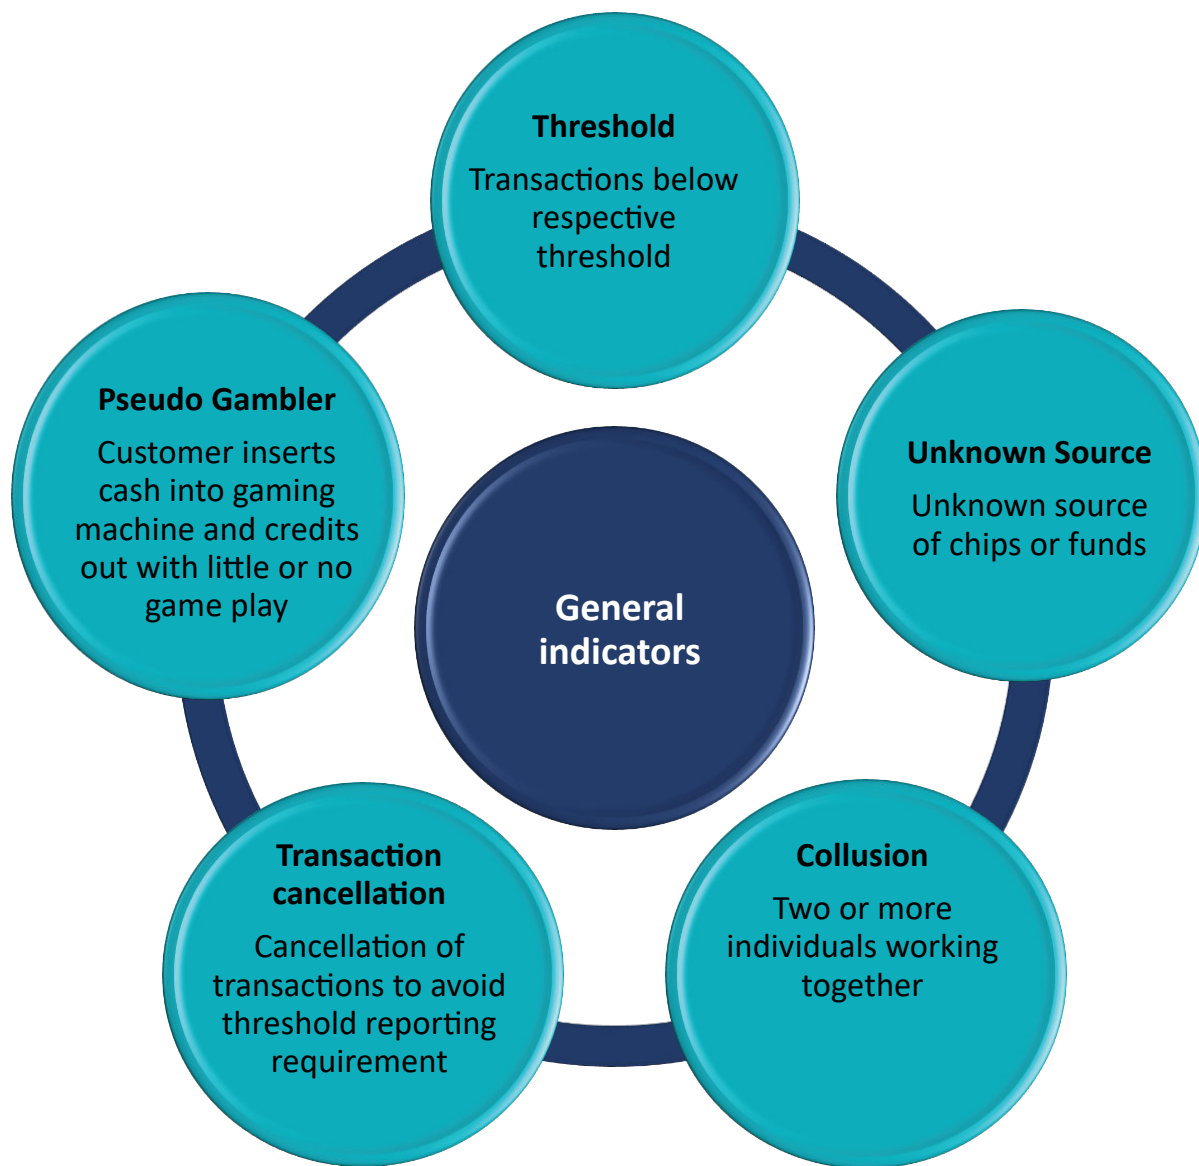 Threshold
Transactions below
respective
threshold
Unknown Source
Unknown source
of chips or funds
Collusion
Two or more
individuals working
together
Transaction
cancellation
Cancellation of
transactions to avoid
threshold reporting
requirement
Pseudo Gambler
Customer inserts
cash into gaming
machine and credits
out with little or no
game play
General
indicators